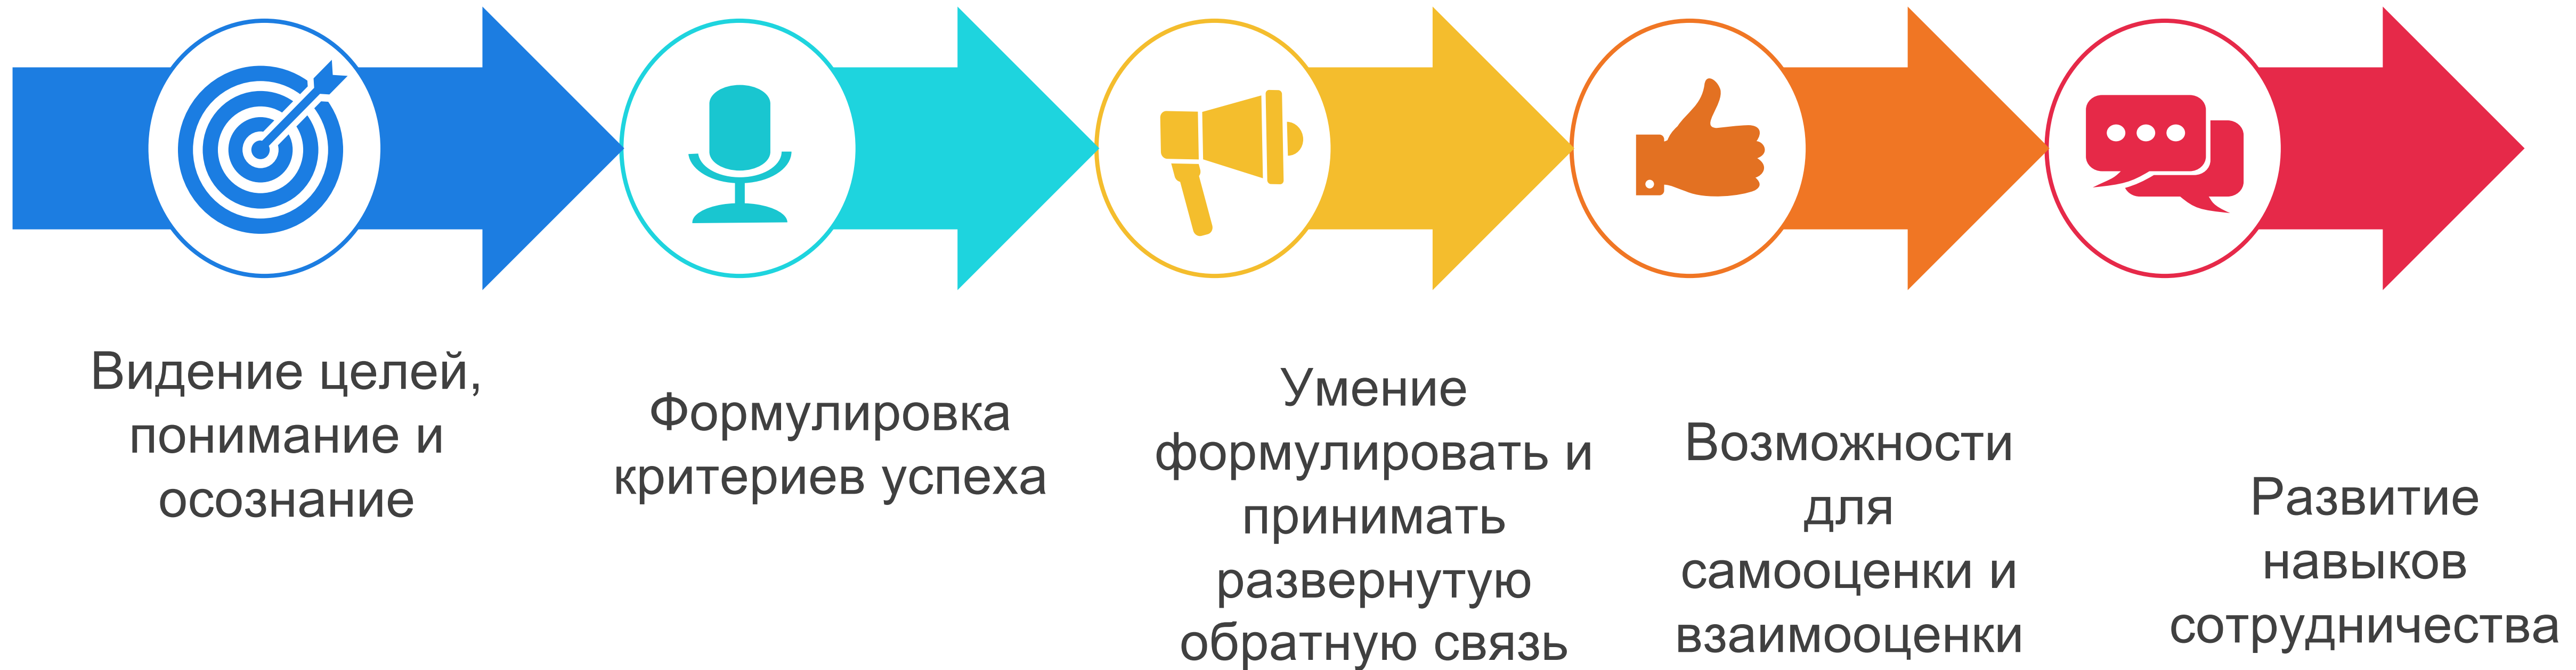 Видение целей,
понимание и
осознание
Формулировка
критериев успеха
Умение
формулировать и
принимать
развернутую
обратную связь
Возможности
для
самооценки и
взаимооценки
Развитие
навыков
сотрудничества